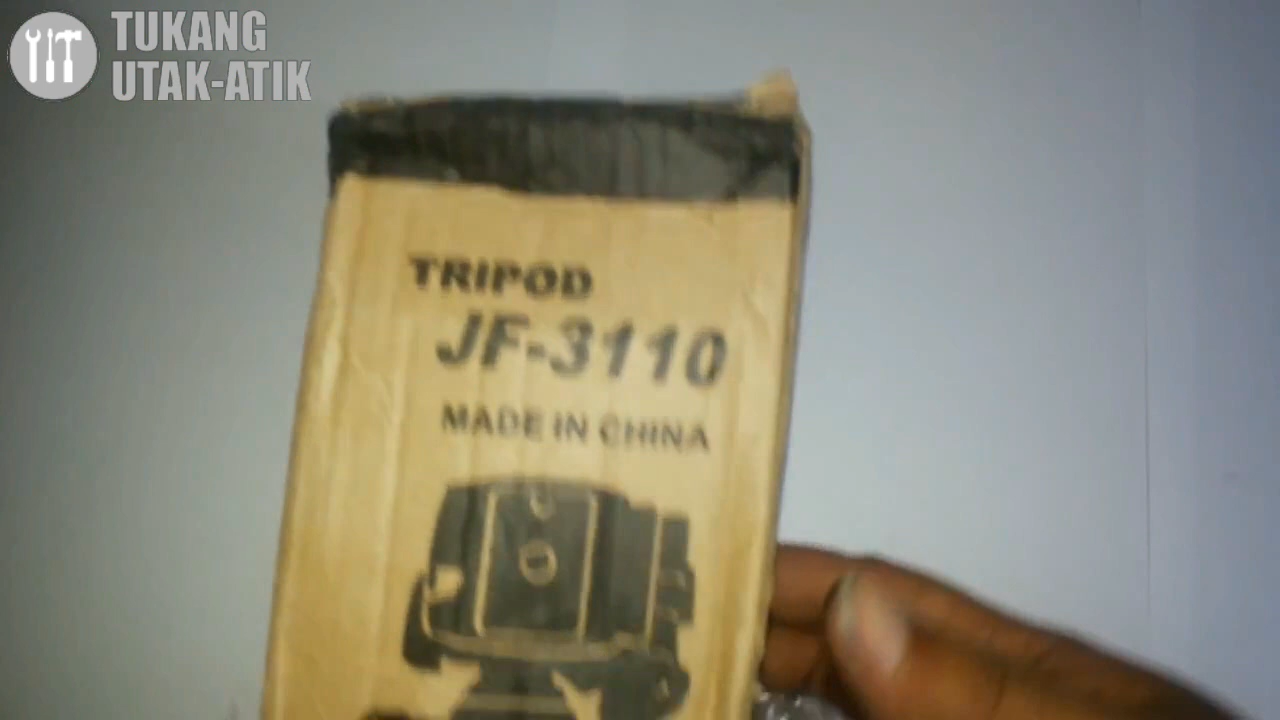 TUKANG
UTAK-ATIK
TRIPOD
JF-3110
MADE IN CHINA